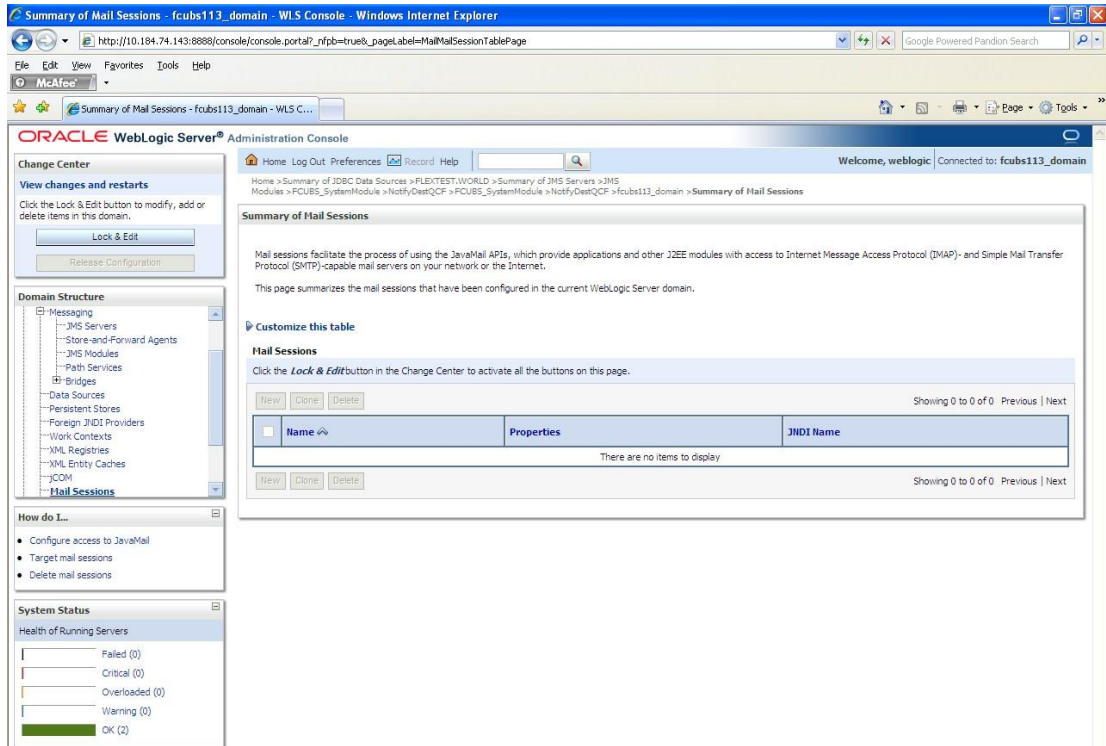 Summary of Mail Sessions - fcubs113_domain - WLS Console - Windows Internet Explorer
http://10.184.74.143:8888/console/console.portal?_nfpb=true&_pageLabel=MailMailSessionTablePage
Google Powered Pandion Search
File Edit View Favorites Tools Help
McAfee
Summary of Mail Sessions - fcubs113_domain - WLS C...
Page Tools »
ORACLE WebLogic Server® Administration Console
Change Center
View changes and restarts
Click the Lock & Edit button to modify, add or
delete items in this domain.
Lock & Edit
Release Configuration
Domain Structure
Messaging
JMS Servers
Store-and-Forward Agents
JMS Modules
Path Services
Bridges
Data Sources
Persistent Stores
Foreign JNDI Providers
Work Contexts
XML Registries
XML Entity Caches
jCOM
Mail Sessions
How do I...
Configure access to JavaMail
Target mail sessions
Delete mail sessions
System Status
Health of Running Servers
Failed (0)
Critical (0)
Overloaded (0)
Warning (0)
OK (2)
Home Log Out Preferences Record Help
Welcome, weblogic Connected to: fcubs113_domain
Home >Summary of JDBC Data Sources >FLEXTEST.WORLD >Summary of JMS Servers >JMS
Modules >FCUBS_SystemModule >NotifyDestQCF >FCUBS_SystemModule >NotifyDestQCF >fcubs113_domain >Summary of Mail Sessions
Summary of Mail Sessions
Mail sessions facilitate the process of using the JavaMail APIs, which provide applications and other J2EE modules with access to Internet Message Access Protocol (IMAP)- and Simple Mail Transfer
Protocol (SMTP)-capable mail servers on your network or the Internet.
This page summarizes the mail sessions that have been configured in the current WebLogic Server domain.
Customize this table
Mail Sessions
Click the Lock & Edit button in the Change Center to activate all the buttons on this page.
New Clone Delete Showing 0 to 0 of 0 Previous | Next
Name Properties JNDI Name
There are no items to display
New Clone Delete Showing 0 to 0 of 0 Previous | Next